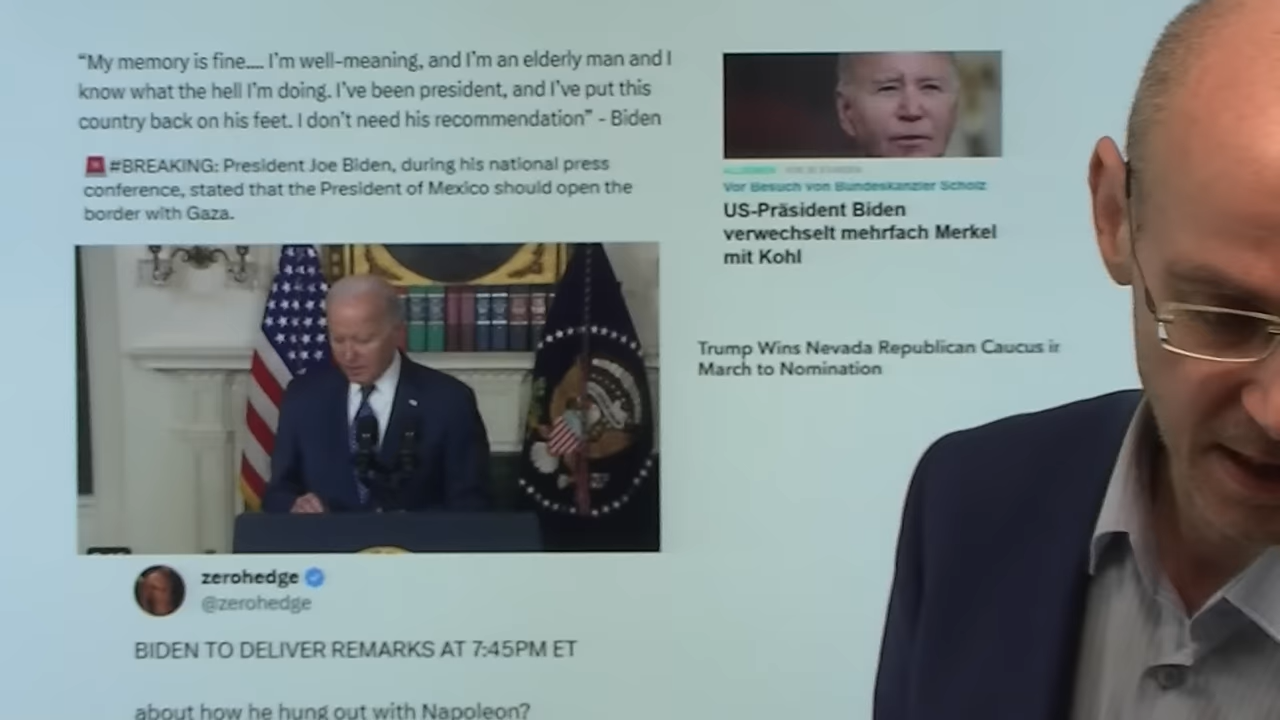 “My memory is fine.... I’m well-meaning, and I’m an elderly man and I
know what the hell I’m doing. I’ve been president, and I’ve put this
country back on his feet. I don’t need his recommendation” - Biden
#BREAKING: President Joe Biden, during his national press
conference, stated that the President of Mexico should open the
border with Gaza.
zerohedge
@zerohedge
BIDEN TO DELIVER REMARKS AT 7:45PM ET
about how he hung out with Napoleon?
Vor Besuch von Bundeskanzler Scholz
US-Präsident Biden
verwechselt mehrfach Merkel
mit Kohl
Trump Wins Nevada Republican Caucus
March to Nomination